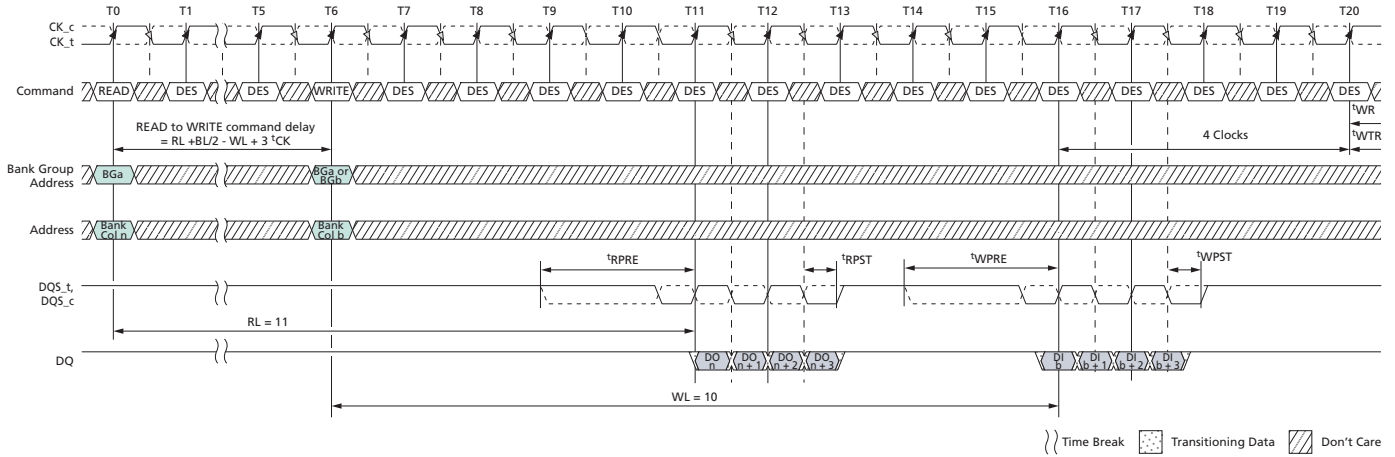 T0 T1 T5 T6 T7 T8 T9 T10 T11 T12 T13 T14 T15 T16 T17 T18 T19 T20
CK_c
CK_t
Command READ DES DES WRITE DES DES DES DES DES DES DES DES DES DES DES DES DES DES
tWR
READ to WRITE command delay
= RL +BL/2 - WL + 3 tCK
4 Clocks
tWTR
Bank Group
Address
BGa
BGa or
BGb
Address
Bank
Col n
Bank
Col b
tRPRE tRPST tWPRE tWPST
DQS_t,
DQS_c
RL = 11
DQ
DO
n
DO
n + 1
DO
n + 2
DO
n + 3
DI
b
DI
b + 1
DI
b + 2
DI
b + 3
WL = 10
Time Break Transitioning Data Don't Care